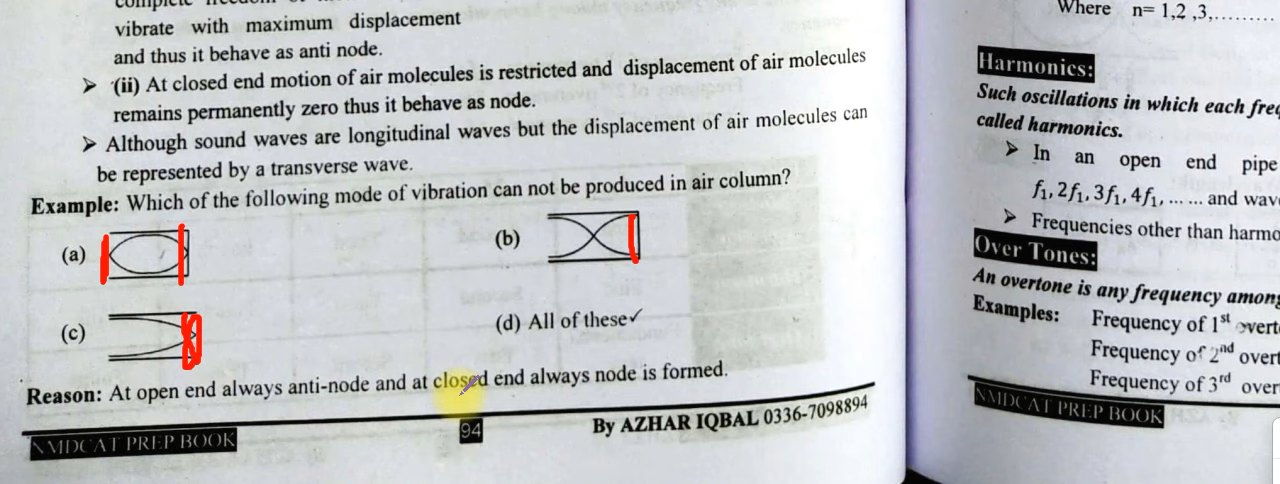 vibrate with maximum displacement
and thus it behave as anti node.
➤ (ii) At closed end motion of air molecules is restricted and displacement of air molecules
remains permanently zero thus it behave as node.
➤ Although sound waves are longitudinal waves but the displacement of air molecules can
be represented by a transverse wave.
Example: Which of the following mode of vibration can not be produced in air column?
(a)
(b)
(c)
(d) All of these✓
Reason: At open end always anti-node and at closed end always node is formed.
NMDCAT PREP BOOK
94
By AZHAR IQBAL 0336-7098894
Where n= 1,2 ,3,.........
Harmonics:
Such oscillations in which each
called harmonics.
➤ In an open end pipe
f₁, 2f₁, 3f₁, 4f₁, ... ... and
➤ Frequencies other than
Over Tones:
An overtone is any frequency
Examples: Frequency of 1st
Frequency of 2nd
Frequency of 3rd
NMDCAT PREP BOOK